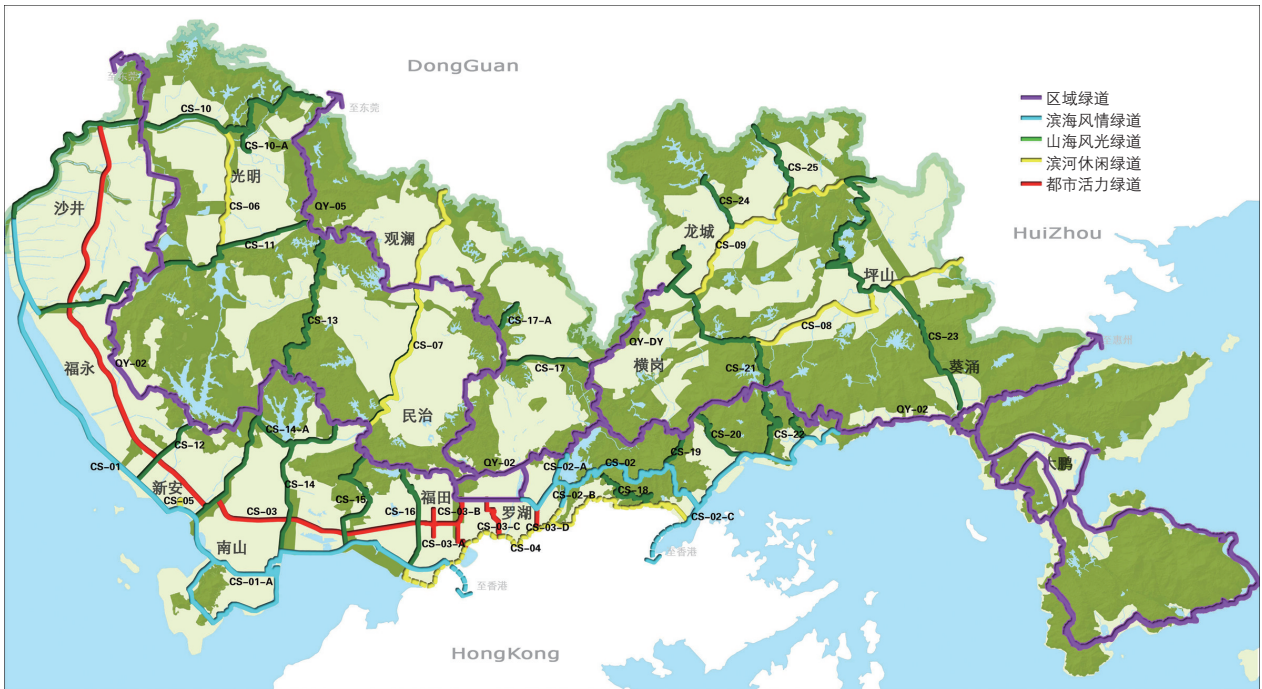 DongGuan
至东莞
至东莞
区域绿道
滨海风情绿道
山海风光绿道
滨河休闲绿道
都市活力绿道
CS-10
CS-10-A
光明
CS-25
沙井
CS-06
QY-05
CS-24
龙城
观澜
CS-11
CS-09
HuiZhou
坪山
CS-13
CS-17-A
CS-07
CS-08
CS-23
QY-DY
QY-02
福永
CS-17
横岗
CS-21
葵涌
民治
QY-02
CS-14-A
CS-12
CS-20
CS-22
CS-19
CS-01
QY-02
CS-02-A
CS-02
大鹏
新安
CS-05
CS-14
CS-15
CS-18
CS-02-B
福田
CS-03
CS-16
CS-03-B
罗湖
CS-02-C
CS-03-C
CS-03-D
CS-03-A
CS-04
南山
至香港
CS-01-A
至香港
HongKong